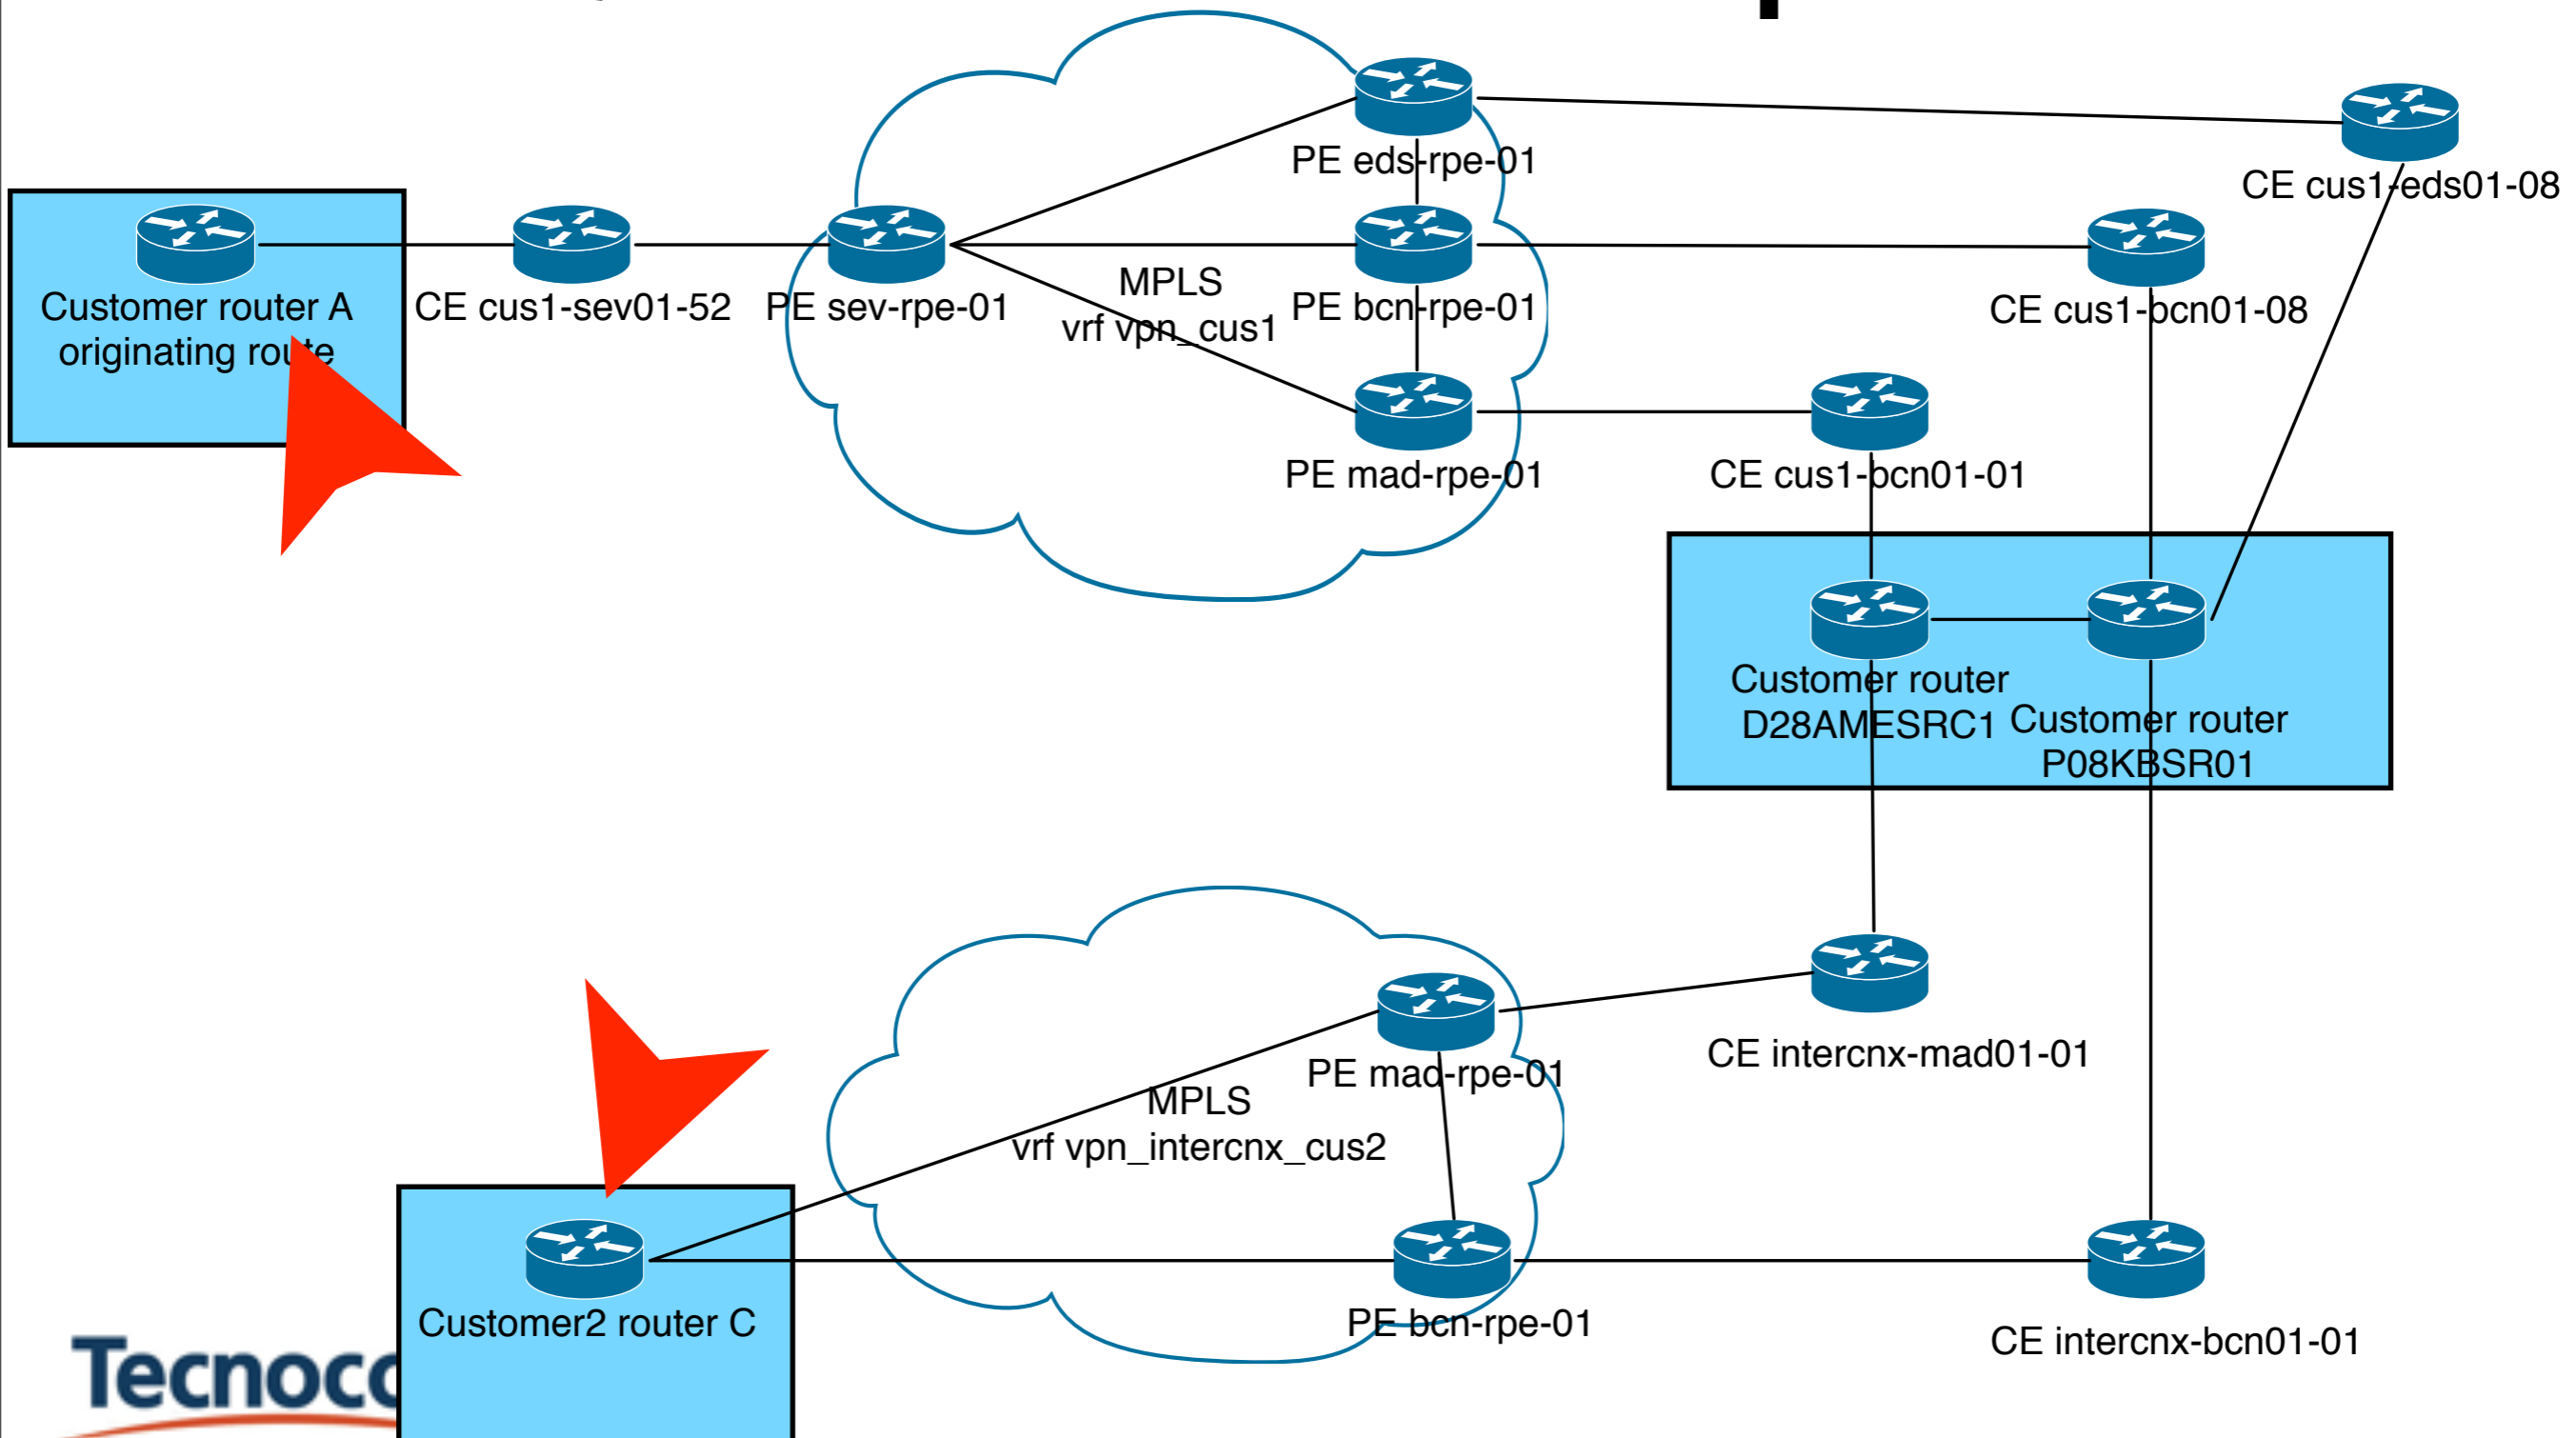 PE eds-rpe-01
CE cus1-eds01-08
Customer router A
originating route
CE cus1-sev01-52
PE sev-rpe-01
MPLS
vrf vpn_cus1
PE bcn-rpe-01
CE cus1-bcn01-08
PE mad-rpe-01
CE cus1-bcn01-01
Customer router
D28AMESRC1
Customer router
P08KBSR01
PE mad-rpe-01
CE intercnx-mad01-01
MPLS
vrf vpn_intercnx_cus2
Customer2 router C
PE bcn-rpe-01
CE intercnx-bcn01-01